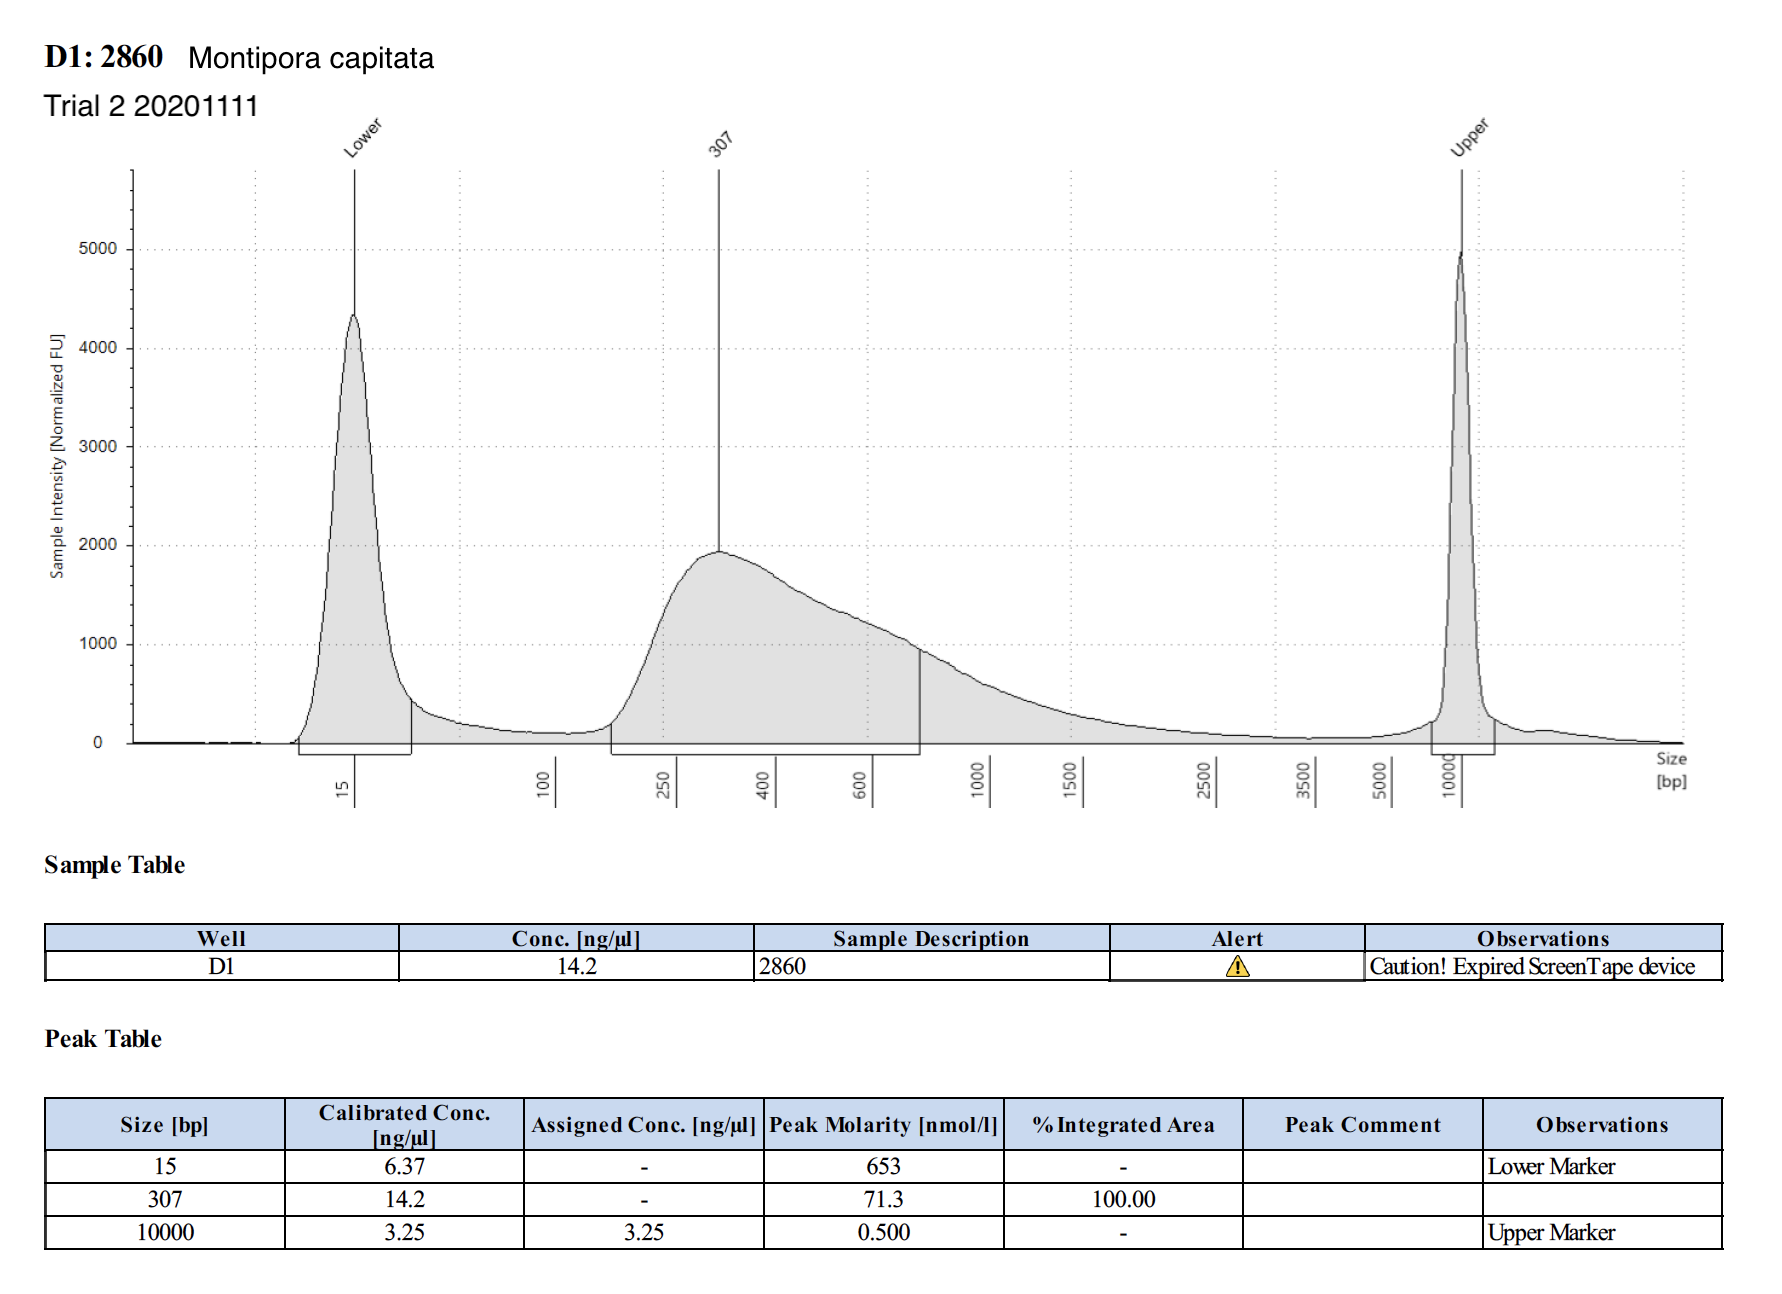 D1: 2860 Montipora capitata
Trial 2 20201111
Lower 307 Upper
5000
4000
3000
2000
1000
0
Sample Intensity [Normalized FU]
15 100 250 400 600 1000 1500 2500 3500 5000 10000
Size
[bp]
Sample Table
Well Conc. [ng/µl] Sample Description Alert Observations
D1 14.2 2860 Caution! Expired ScreenTape device
Peak Table
Size [bp] Calibrated Conc. [ng/µl] Assigned Conc. [ng/µl] Peak Molarity [nmol/l] % Integrated Area Peak Comment Observations
15 6.37 - 653 - Lower Marker
307 14.2 - 71.3 100.00
10000 3.25 3.25 0.500 - Upper Marker